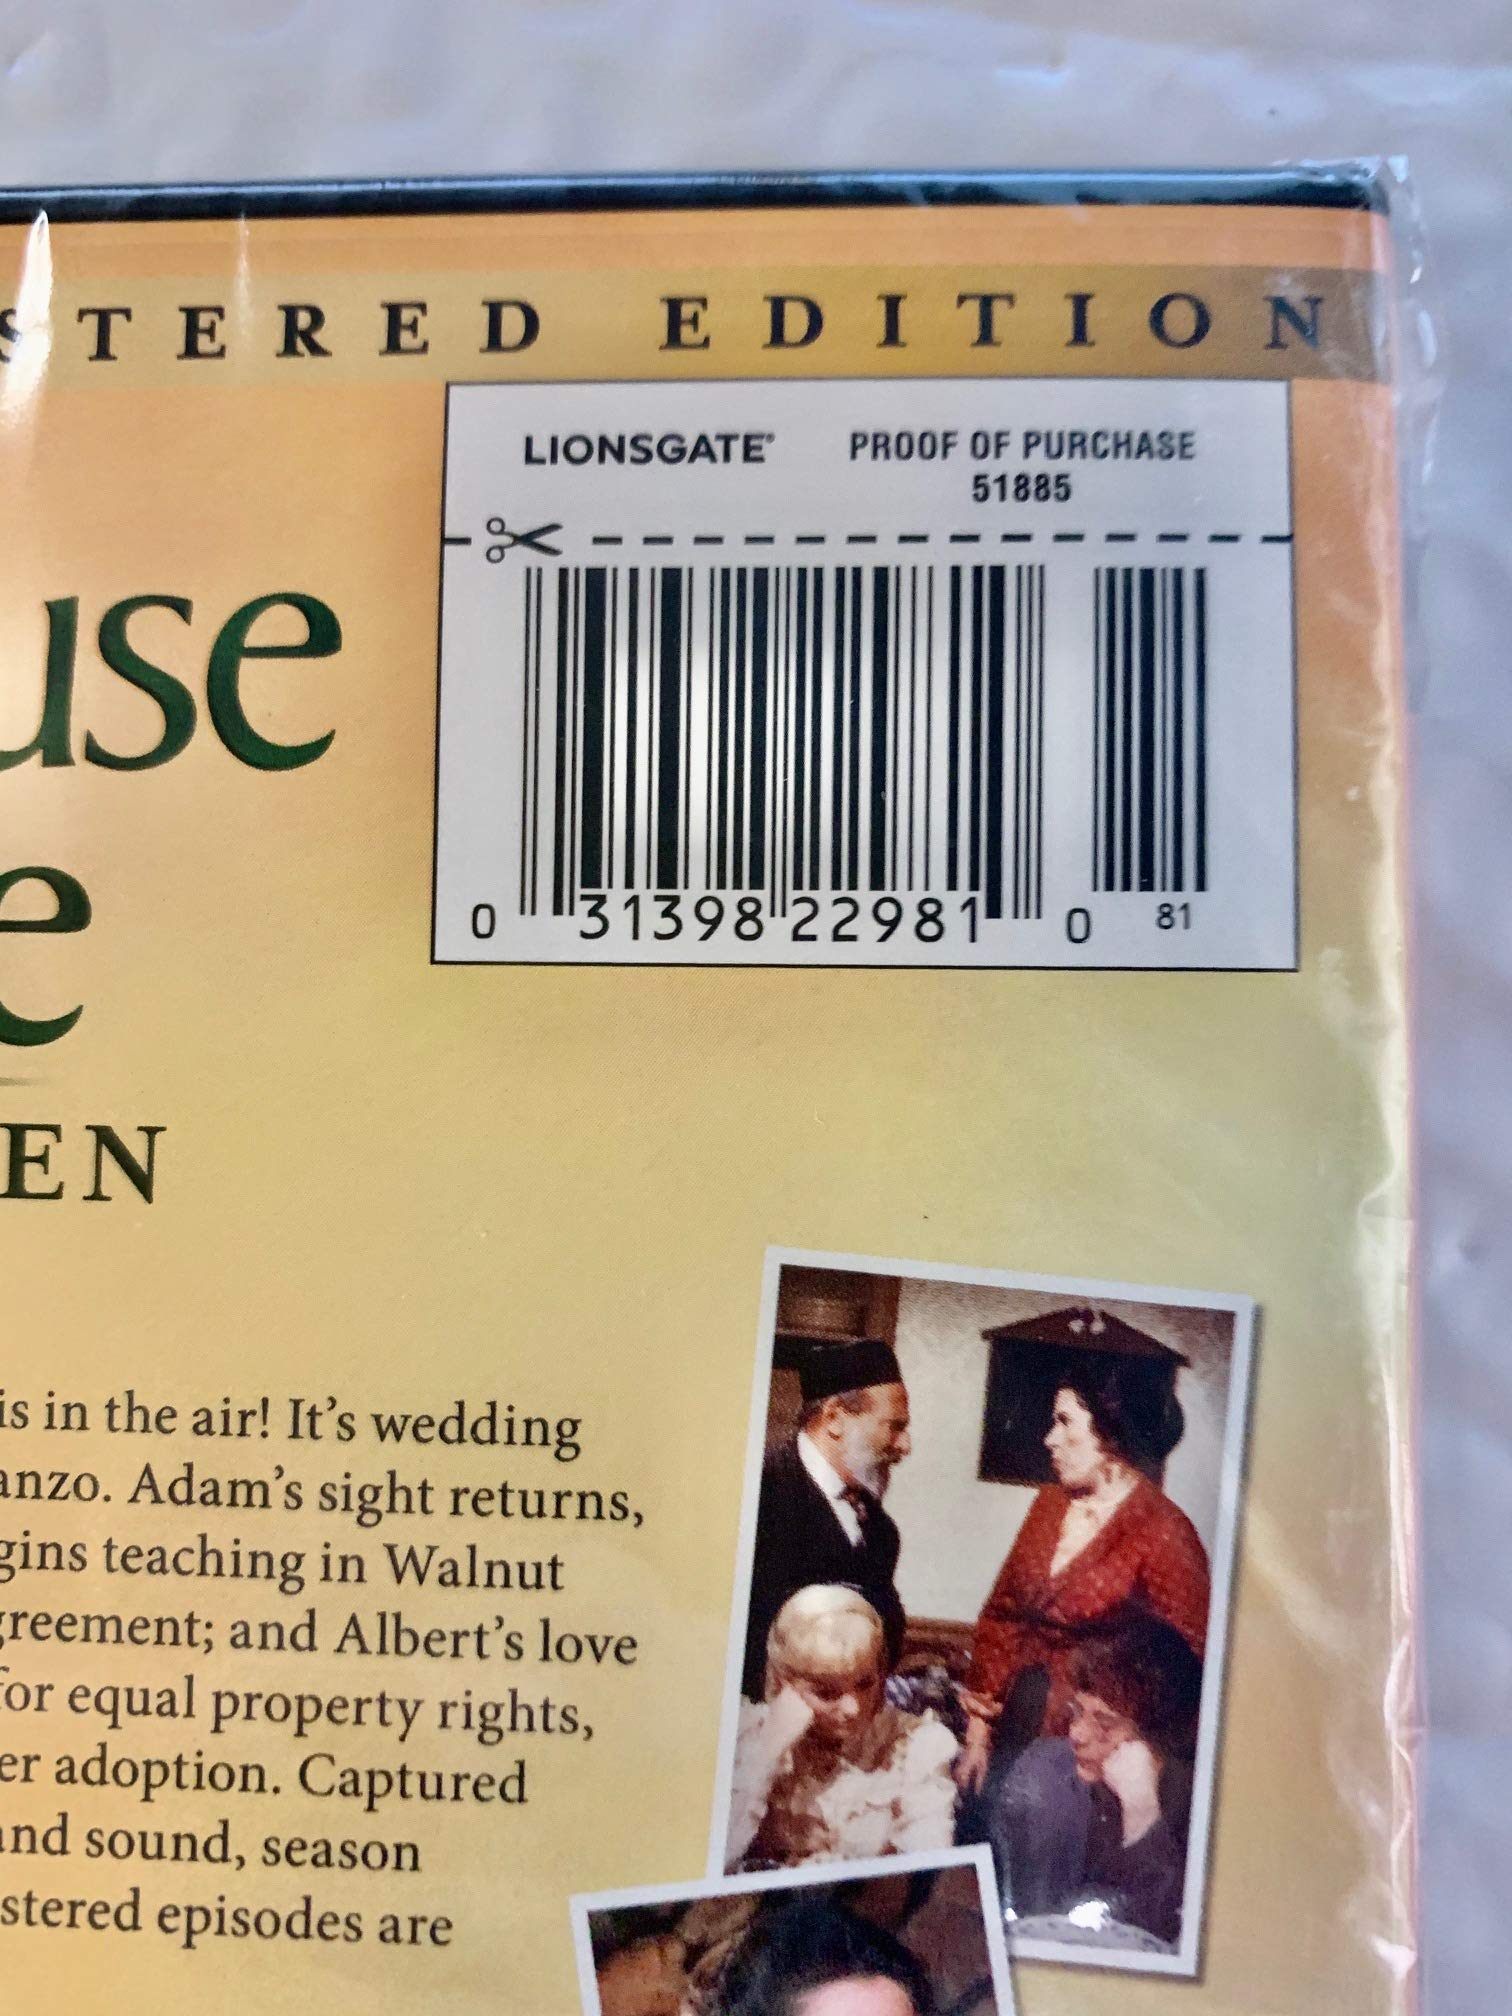 STERED EDITION
LIONSGATE®
PROOF OF PURCHASE
51885
0 31398 22981 0 81
use
e
e
EN
is in the air! It's wedding
anzo. Adam's sight returns,
gins teaching in Walnut
greement; and Albert's love
for equal property rights,
er adoption. Captured
and sound, season
stered episodes are